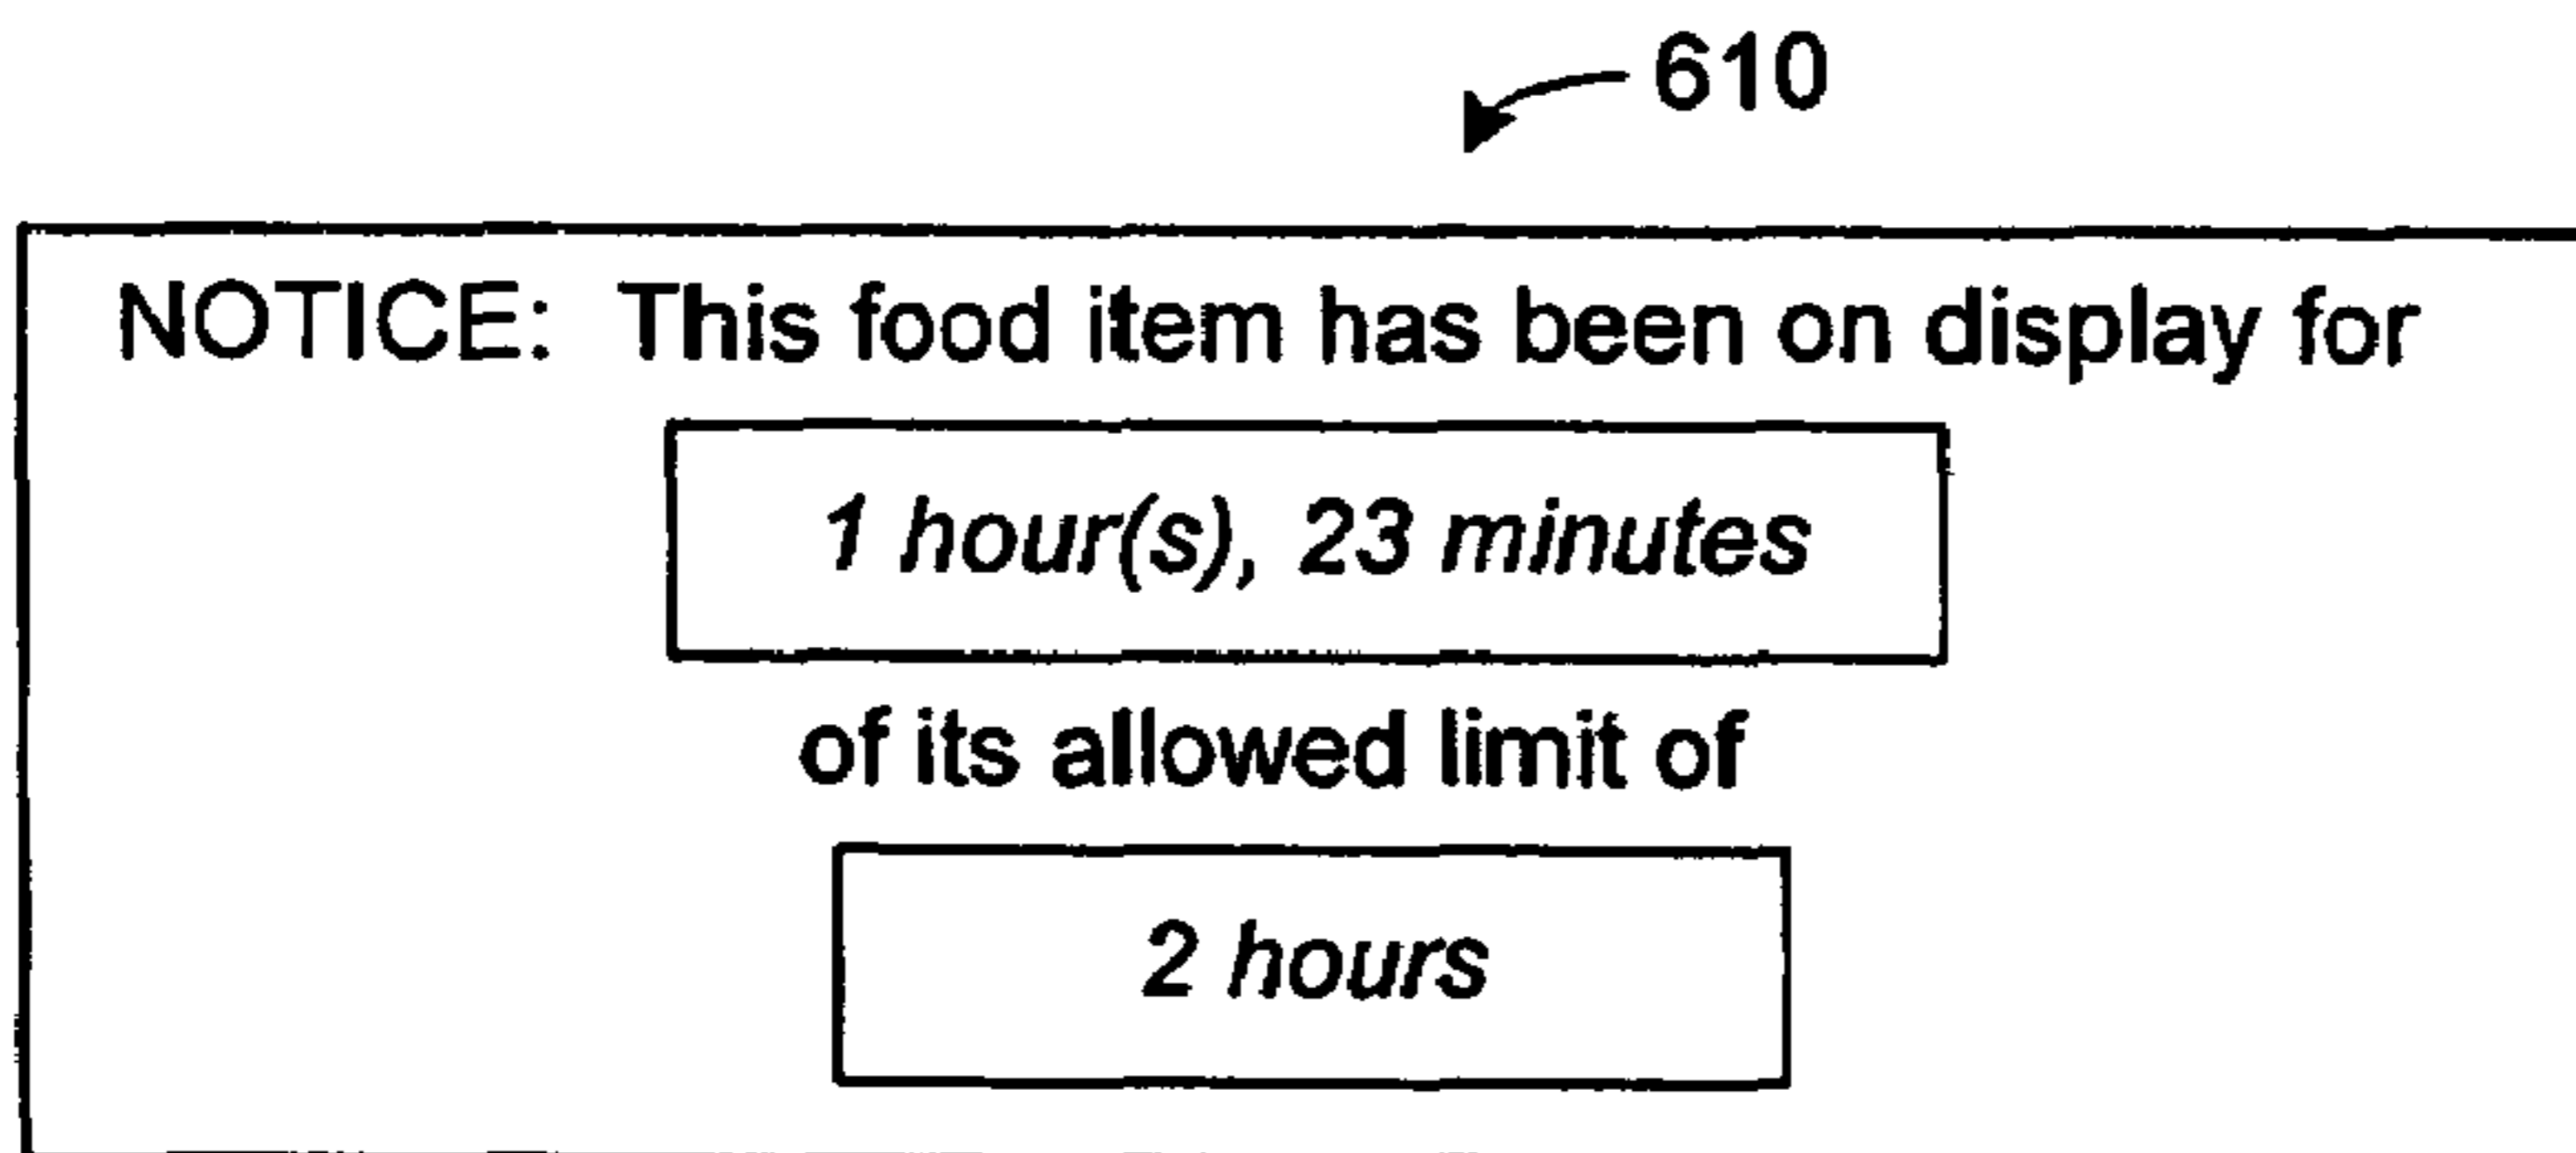 610
NOTICE: This food item has been on display for
1 hour(s), 23 minutes
of its allowed limit of
2 hours